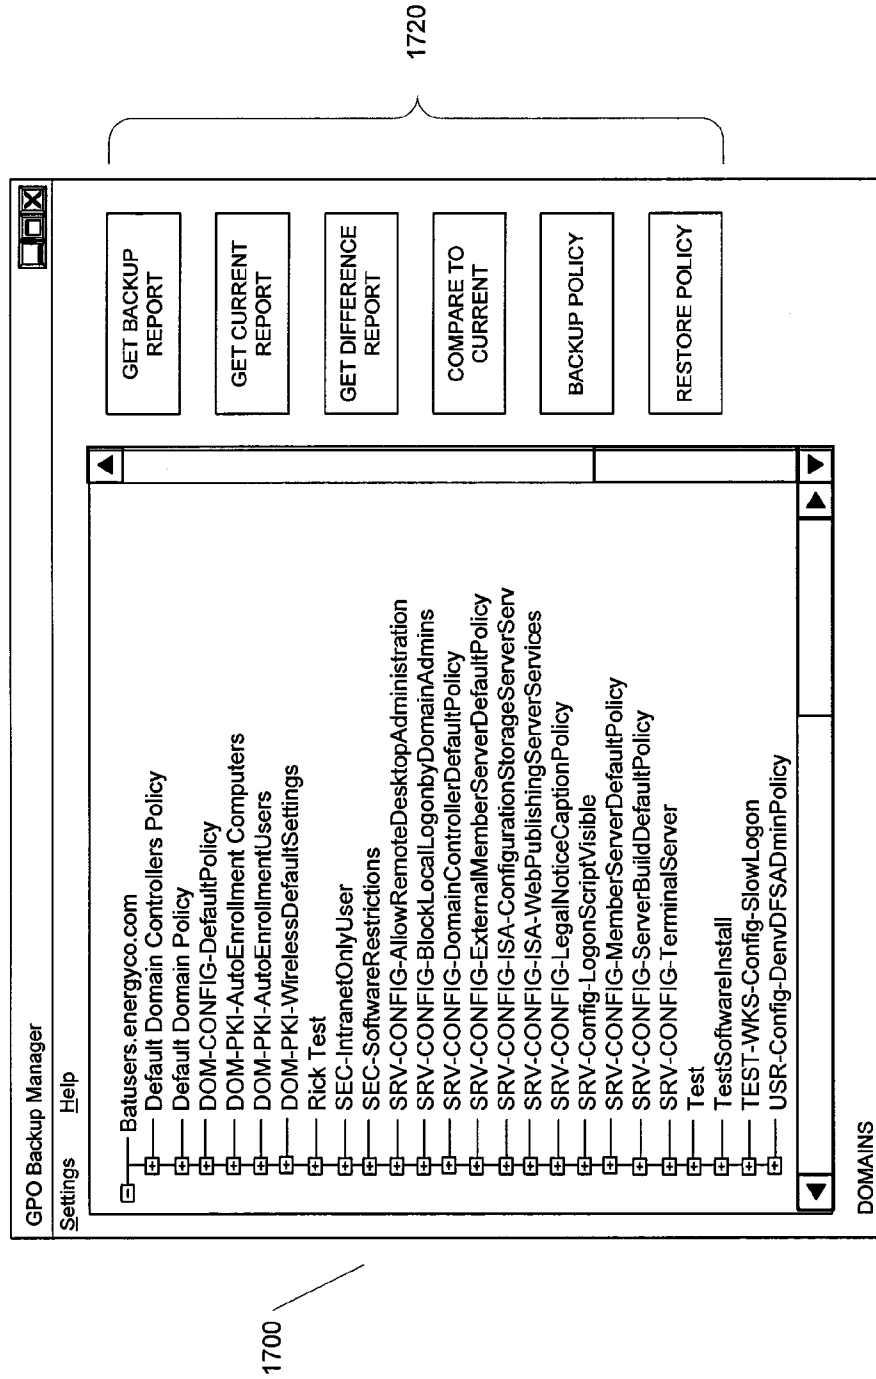 GPO Backup Manager
Settings Help
Batusers.energyco.com
Default Domain Controllers Policy
Default Domain Policy
DOM-CONFIG-DefaultPolicy
DOM-PKI-AutoEnrollment Computers
DOM-PKI-AutoEnrollmentUsers
DOM-PKI-WirelessDefaultSettings
Rick Test
SEC-IntranetOnlyUser
SEC-SoftwareRestrictions
SRV-CONFIG-AllowRemoteDesktopAdministration
SRV-CONFIG-BlockLocalLogonbyDomainAdmins
SRV-CONFIG-DomainControllerDefaultPolicy
SRV-CONFIG-ExternalMemberServerDefaultPolicy
SRV-CONFIG-ISA-ConfigurationStorageServerServ
SRV-CONFIG-ISA-WebPublishingServerServices
SRV-CONFIG-LegalNoticeCaptionPolicy
SRV-Config-LogonScriptVisible
SRV-CONFIG-MemberServerDefaultPolicy
SRV-CONFIG-ServerBuildDefaultPolicy
SRV-CONFIG-TerminalServer
Test
TestSoftwareInstall
TEST-WKS-Config-SlowLogon
USR-Config-DenvDFSADminPolicy
DOMAINS
GET BACKUP
REPORT
GET CURRENT
REPORT
GET DIFFERENCE
REPORT
COMPARE TO
CURRENT
BACKUP POLICY
RESTORE POLICY
1700
1720